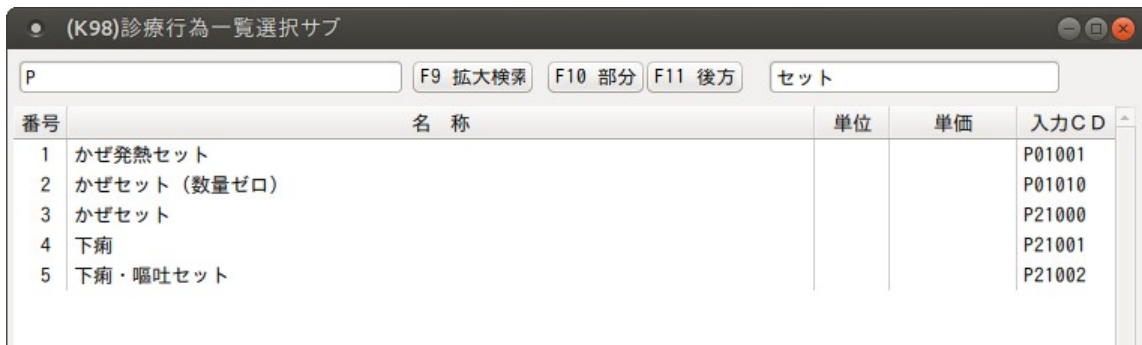 (K98)診療行為一覧選択サブ
P F9 拡大検索 F10 部分 F11 後方 セット
番号 名 称 単位 単価 入力CD
1 かぜ発熱セット P01001
2 かぜセット（数量ゼロ） P01010
3 かぜセット P21000
4 下痢 P21001
5 下痢・嘔吐セット P21002